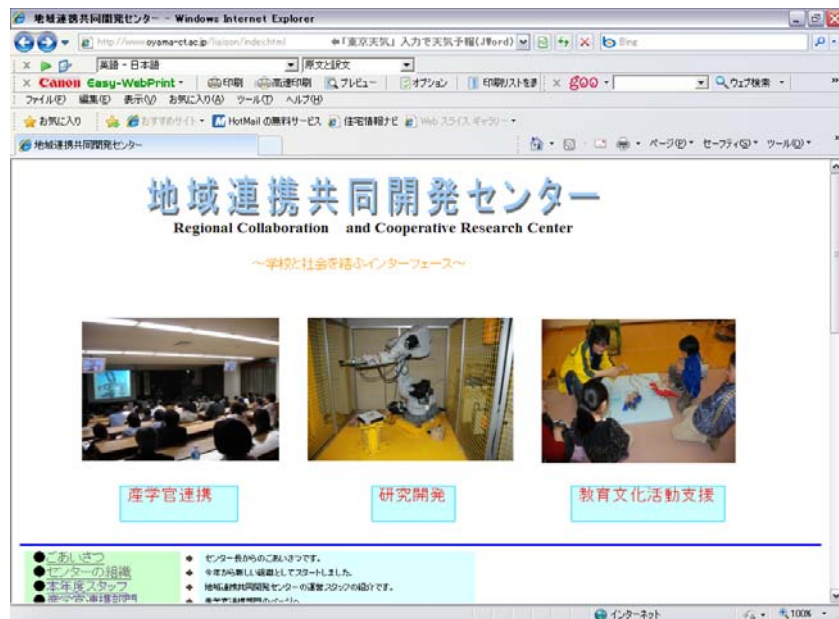 地域連携共同開発センター - Windows Internet Explorer
http://www.oyama-ct.ac.jp/liaison/index.html
「東京天気」入力で天気予報(JWord)
Bing
英語 - 日本語
原文と訳文
Canon Easy-WebPrint
印刷
高速印刷
プレビュー
オプション
goo
ウェブ検索
ファイル(F) 編集(E) 表示(V) お気に入り(A) ツール(T) ヘルプ(H)
お気に入り
おすすめサイト
HotMail の無料サービス
住宅情報ナビ
Web スライス ギャラリー
地域連携共同開発センター
ページ(P) セーフティ(S) ツール(O)
地域連携共同開発センター
Regional Collaboration and Cooperative Research Center
~学校と社会を結ぶインターフェース~
産学官連携
研究開発
教育文化活動支援
●ごあいさつ
センター長からのごあいさつです。
●センターの組織
今年から新しい組織としてスタートしました。
●本年度スタッフ
地域連携共同開発センターの運営スタッフの紹介です。
●産学官連携部門
インターネット
100%